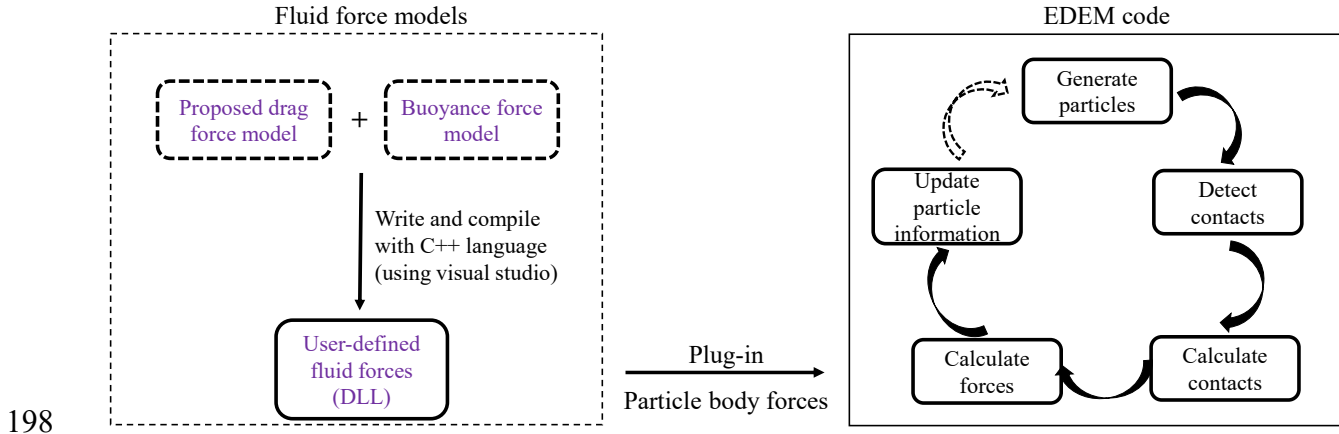 Fluid force models
Proposed drag
force model
+
Buoyance force
model
Write and compile
with C++ language
(using visual studio)
User-defined
fluid forces
(DLL)
Plug-in
Particle body forces
EDEM code
Generate
particles
Detect
contacts
Calculate
contacts
Calculate
forces
Update
particle
information
198